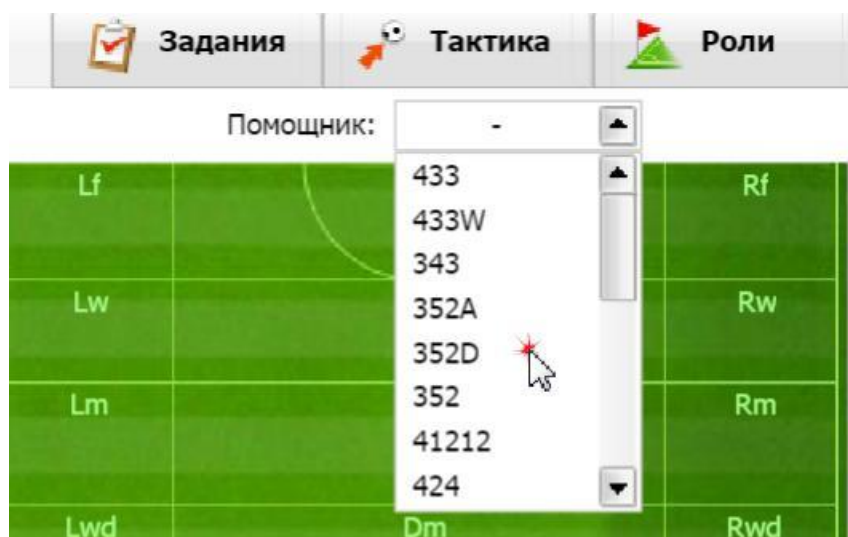 Задания Тактика Роли
Помощник: -
Lf 433 Rf
433W
343
Lw 352A Rw
352D
Lm 352 Rm
41212
424
Lwd Dm Rwd